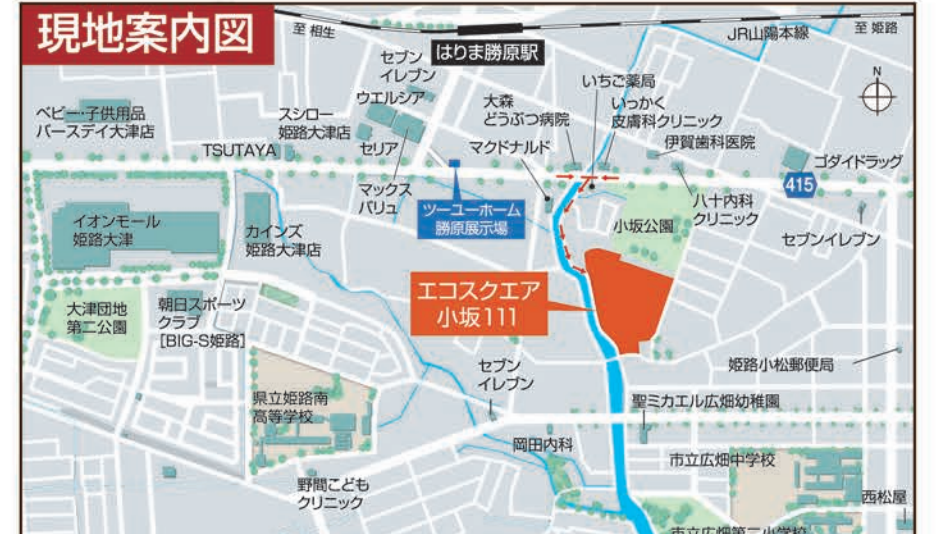 現地案内図
至 相生
はりま勝原駅
JR山陽本線
至 姫路
N
セブン
イレブン
ウエルシア
セリア
マックス
バリュ
ベビー・子供用品
バースデイ大津店
スシロー
姫路大津店
TSUTAYA
大森
どうぶつ病院
マクドナルド
いちご薬局
いっかく
皮膚科クリニック
伊賀歯科医院
ゴダイドラッグ
415
八十内科
クリニック
セブンイレブン
ツーユーホーム
勝原展示場
小坂公園
イオンモール
姫路大津
カインズ
姫路大津店
エコスクエア
小坂111
大津団地
第二公園
朝日スポーツ
クラブ
[BIG-S姫路]
姫路小松郵便局
セブン
イレブン
県立姫路南
高等学校
聖ミカエル広畑幼稚園
岡田内科
市立広畑中学校
野間こども
クリニック
西松屋
市立広畑第二小学校